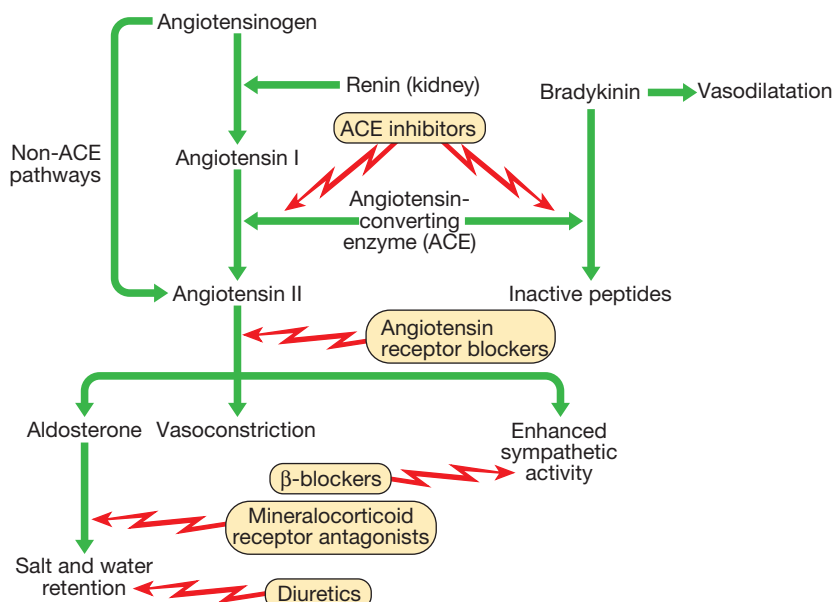 Angiotensinogen
Renin (kidney)
Bradykinin
Vasodilatation
ACE inhibitors
Non-ACE
pathways
Angiotensin I
Angiotensin-
converting
enzyme (ACE)
Angiotensin II
Inactive peptides
Angiotensin
receptor blockers
Aldosterone
Vasoconstriction
Enhanced
sympathetic
activity
β-blockers
Mineralocorticoid
receptor antagonists
Salt and water
retention
Diuretics